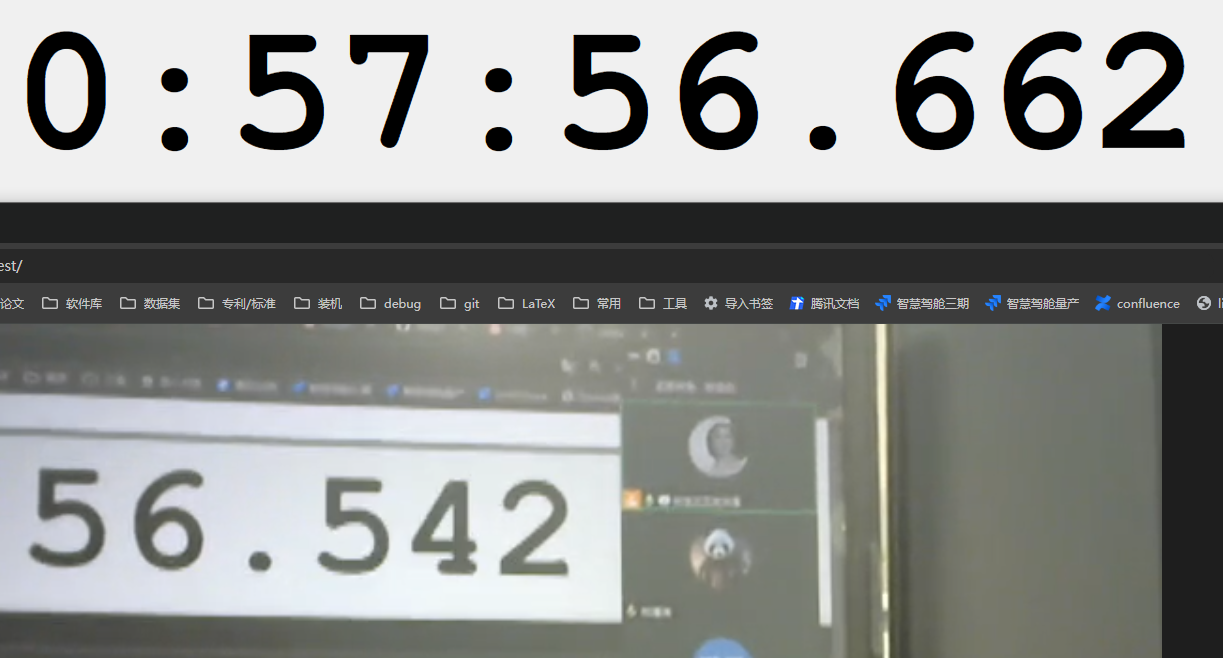 0:57:56.662
est/
论文 软件库 数据集 专利/标准 装机 debug git LaTeX 常用 工具 导入书签 腾讯文档 智慧驾舱三期 智慧驾舱量产 confluence li
56.542